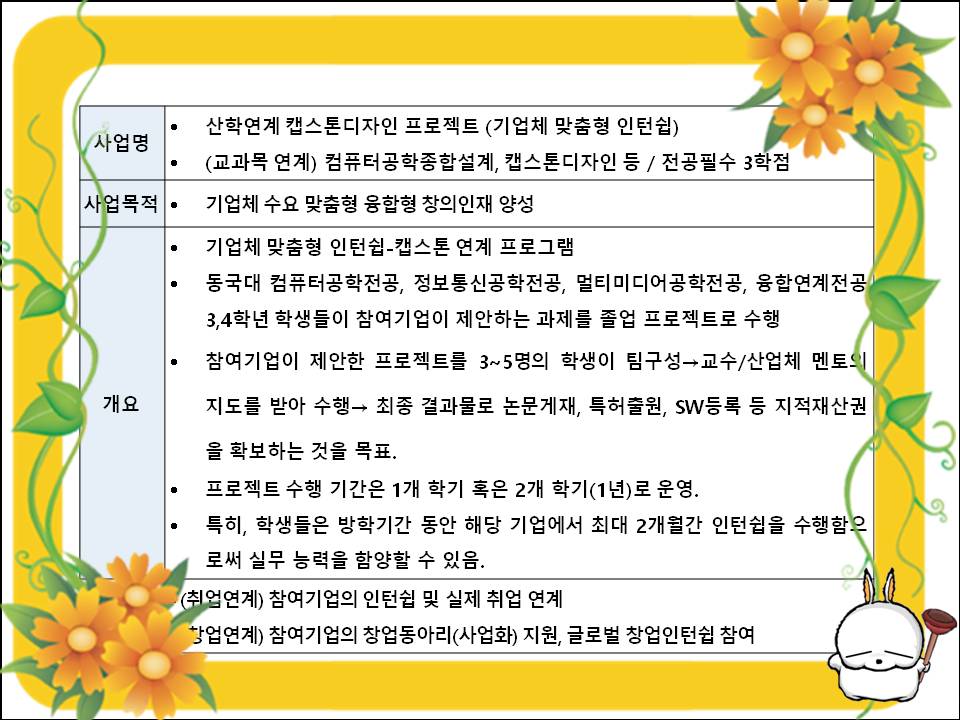 사업명
• 산학연계 캡스톤디자인 프로젝트 (기업체 맞춤형 인턴쉽)
• (교과목 연계) 컴퓨터공학종합설계, 캡스톤디자인 등 / 전공필수 3학점
사업목적
• 기업체 수요 맞춤형 융합형 창의인재 양성
개요
• 기업체 맞춤형 인턴쉽-캡스톤 연계 프로그램
• 동국대 컴퓨터공학전공, 정보통신공학전공, 멀티미디어공학전공, 융합연계전공
3,4학년 학생들이 참여기업이 제안하는 과제를 졸업 프로젝트로 수행
• 참여기업이 제안한 프로젝트를 3~5명의 학생이 팀구성→교수/산업체 멘토의
지도를 받아 수행→ 최종 결과물로 논문게재, 특허출원, SW등록 등 지적재산권
을 확보하는 것을 목표.
• 프로젝트 수행 기간은 1개 학기 혹은 2개 학기(1년)로 운영.
• 특히, 학생들은 방학기간 동안 해당 기업에서 최대 2개월간 인턴쉽을 수행함으
로써 실무 능력을 함양할 수 있음.
(취업연계) 참여기업의 인턴쉽 및 실제 취업 연계
창업연계) 참여기업의 창업동아리(사업화) 지원, 글로벌 창업인턴쉽 참여